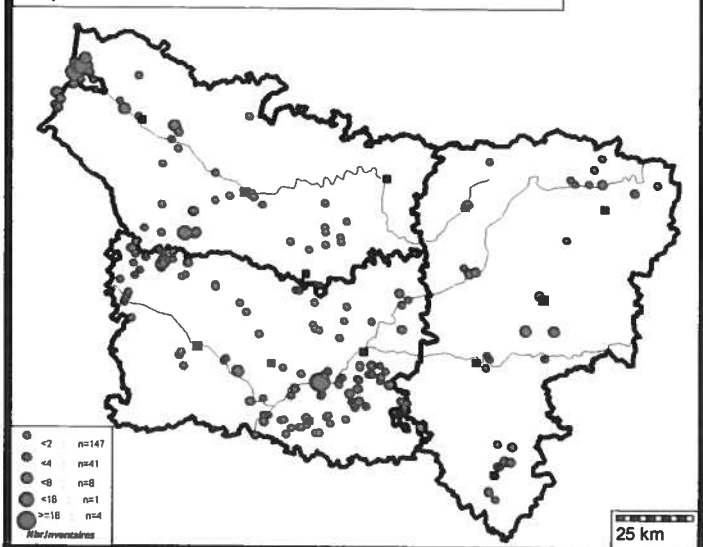 <2 n=147
<4 n=41
<8 n=8
<18 n=1
>=18 n=4
Nbr.Inventaires
25 km